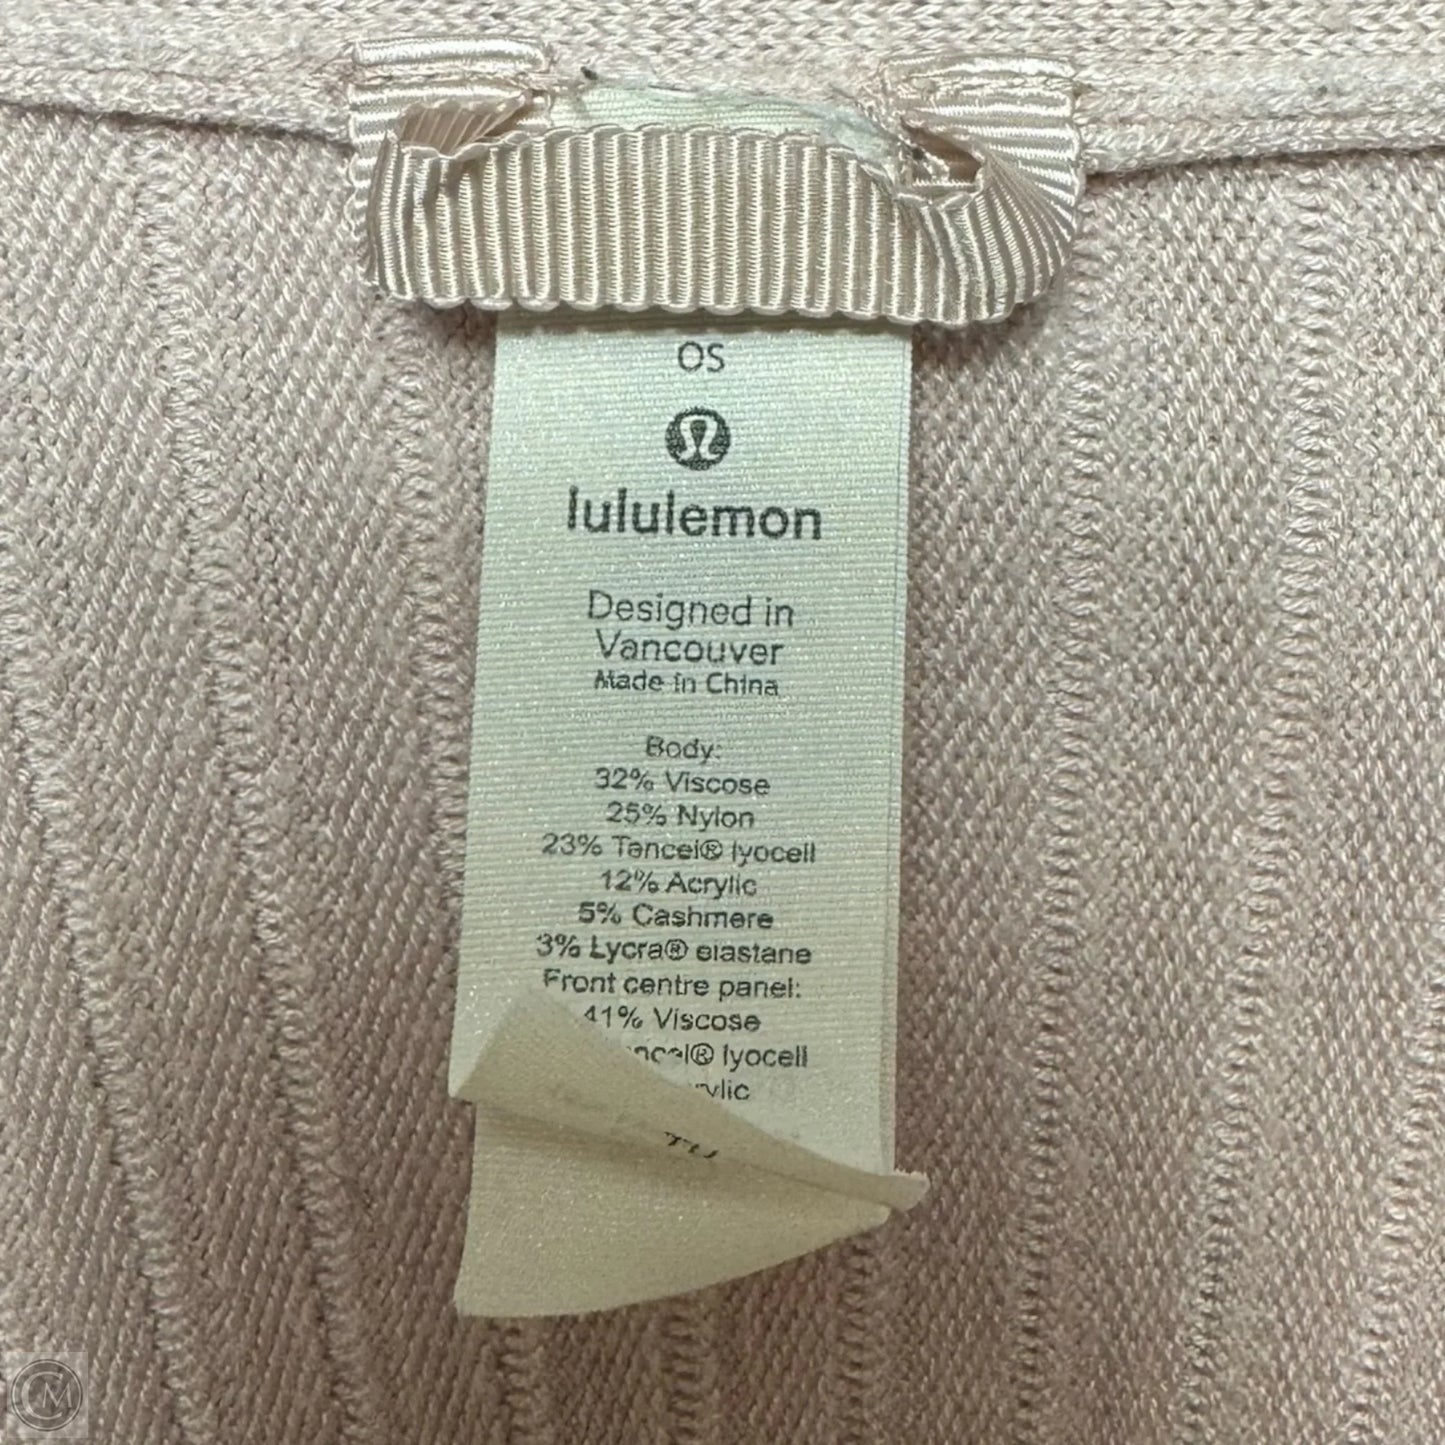 OS
lululemon
Designed in
Vancouver
Made in China
Body:
32% Viscose
25% Nylon
23% Tencel® lyocell
12% Acrylic
5% Cashmere
3% Lycra® elastane
Front centre panel:
41% Viscose
lyocell
CM